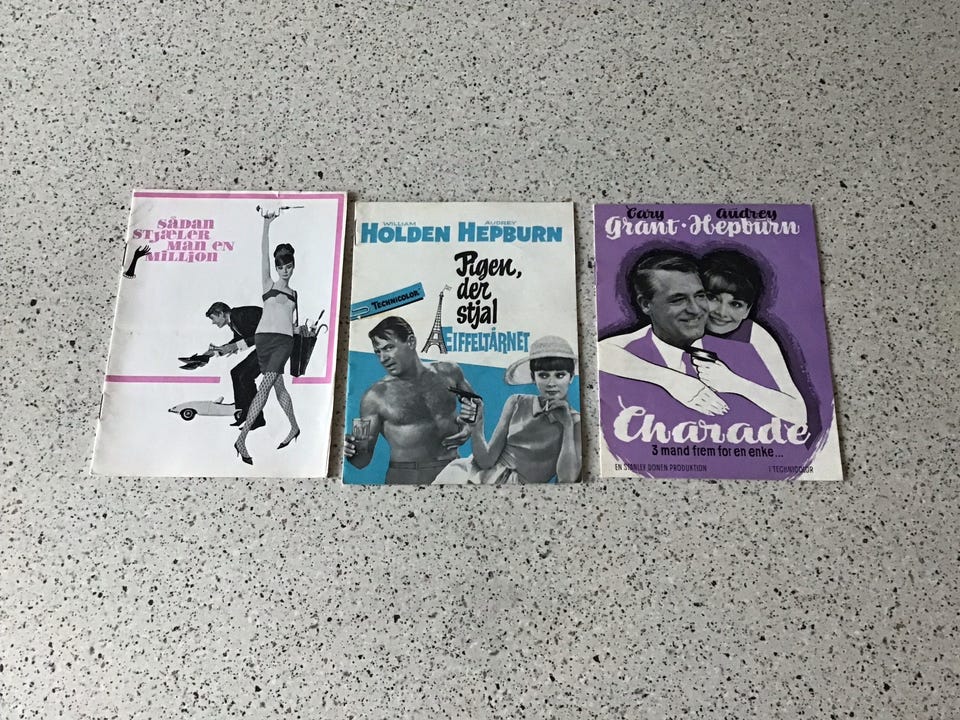 SÅDAN
STJÆLER
MAN EN
MILLION
WILLIAM AUDREY
HOLDEN HEPBURN
TECHNICOLOR
Pigen,
der
stjal
EIFFELTÅRNET
Cary Audrey
Grant · Hepburn
Charade
3 mand frem for en enke...
EN STANLEY DONEN PRODUKTION I TECHNICOLOR